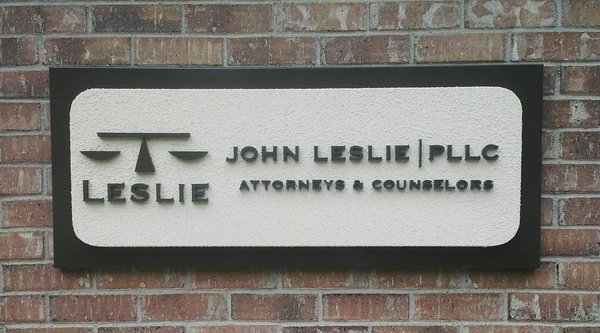 LESLIE
JOHN LESLIE | PLLC
ATTORNEYS & COUNSELORS